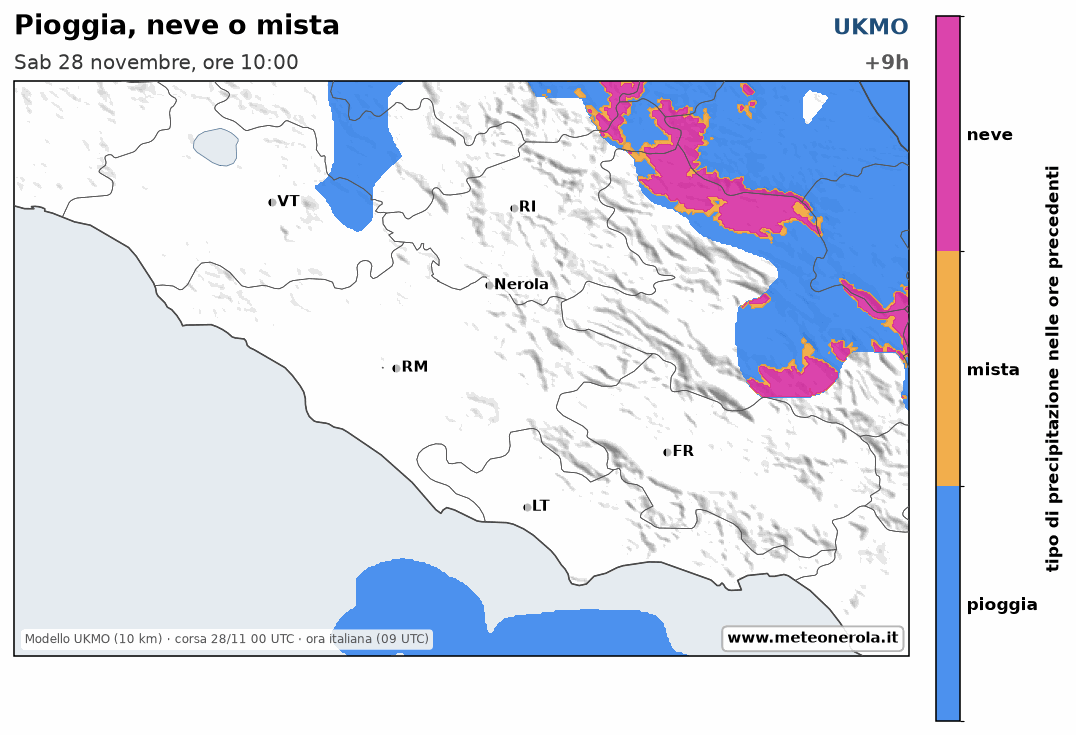 Pioggia, neve o mista
UKMO
Sab 28 novembre, ore 10:00
+9h
neve
VT
RI
Nerola
mista
RM
FR
LT
pioggia
tipo di precipitazione nelle ore precedenti
Modello UKMO (10 km) · corsa 28/11 00 UTC · ora italiana (09 UTC)
www.meteonerola.it